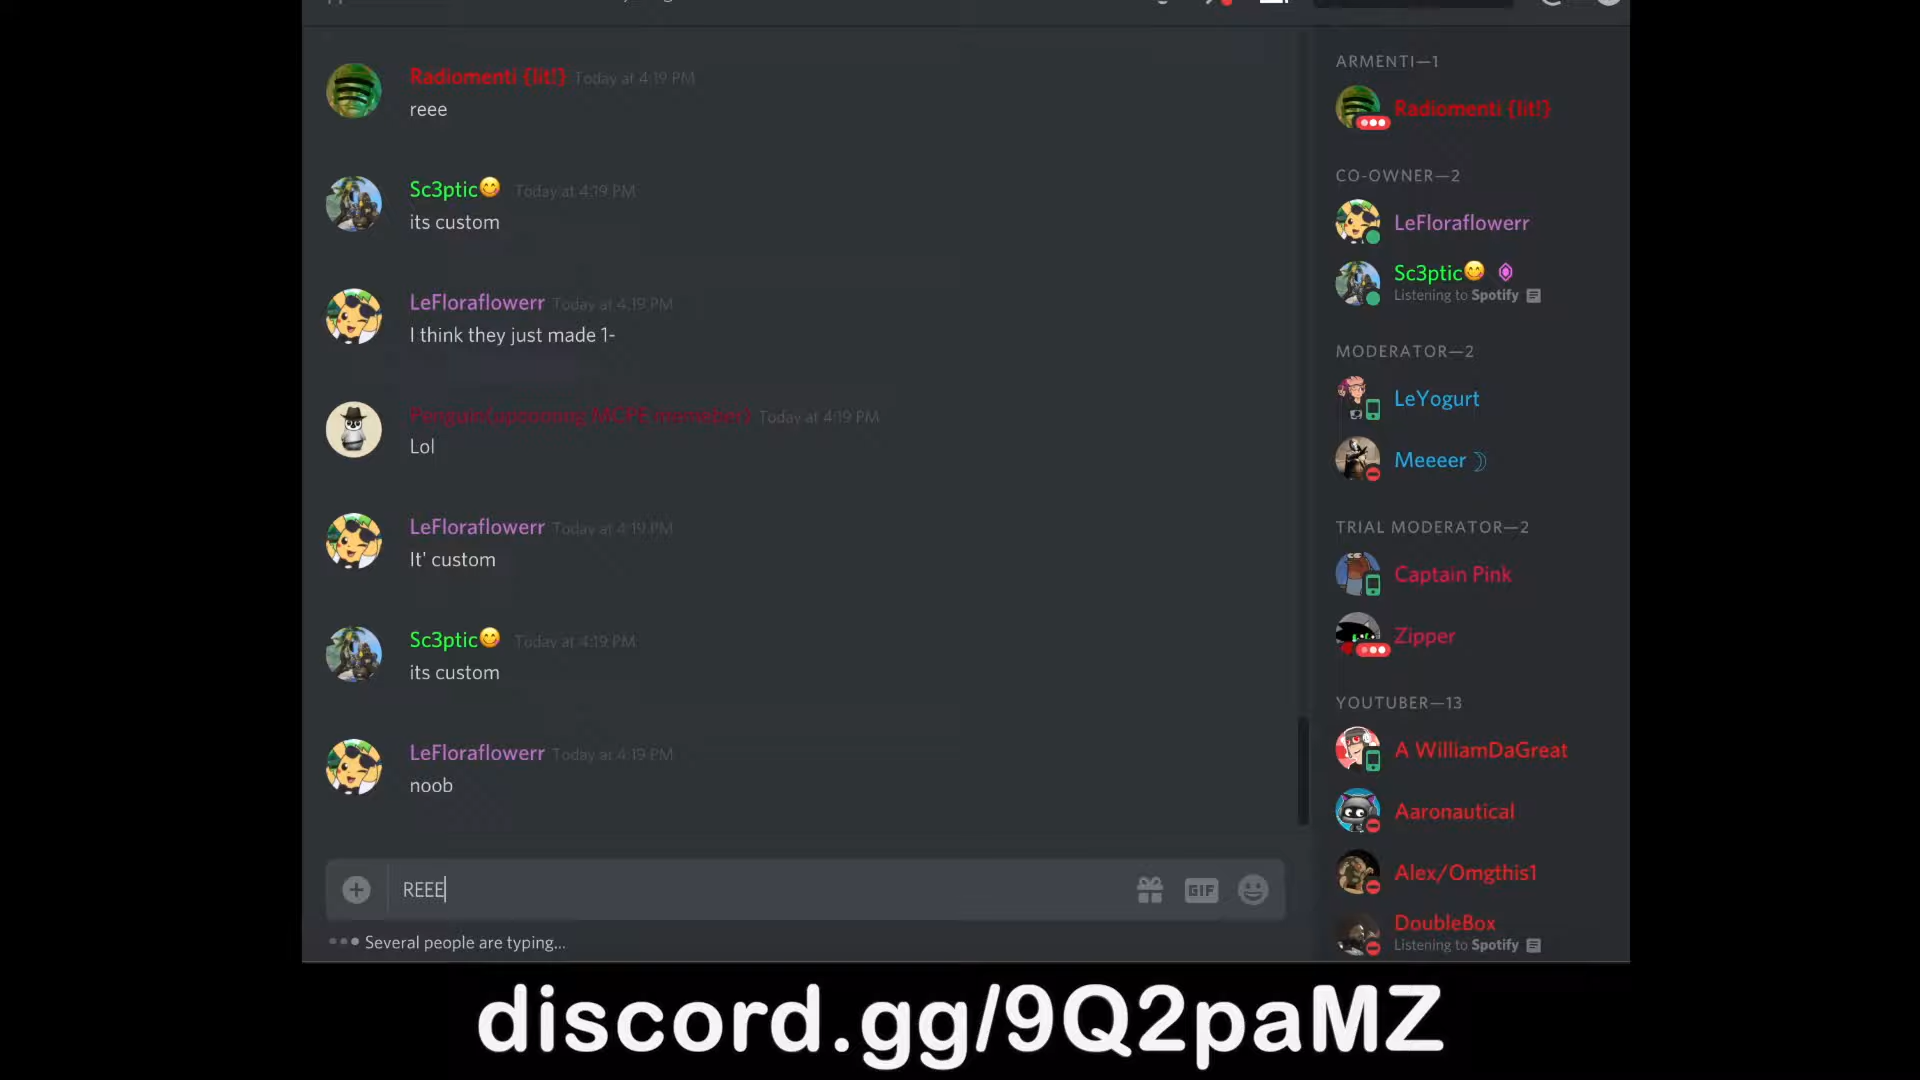 Radiomenti {lit!} Today at 4:19 PM
reee
Sc3ptic😋 Today at 4:19 PM
its custom
LeFloraflowerr Today at 4:19 PM
I think they just made 1-
Penguin(upcoming MCPE memeber) Today at 4:19 PM
Lol
LeFloraflowerr Today at 4:19 PM
It' custom
Sc3ptic😋 Today at 4:19 PM
its custom
LeFloraflowerr Today at 4:19 PM
noob
REEE
GIF
Several people are typing...
ARMENTI—1
Radiomenti {lit!}
CO-OWNER—2
LeFloraflowerr
Sc3ptic😋
Listening to Spotify
MODERATOR—2
LeYogurt
Meeeer ☽
TRIAL MODERATOR—2
Captain Pink
Zipper
YOUTUBER—13
A WilliamDaGreat
Aaronautical
Alex/Omgthis1
DoubleBox
Listening to Spotify
discord.gg/9Q2paMZ